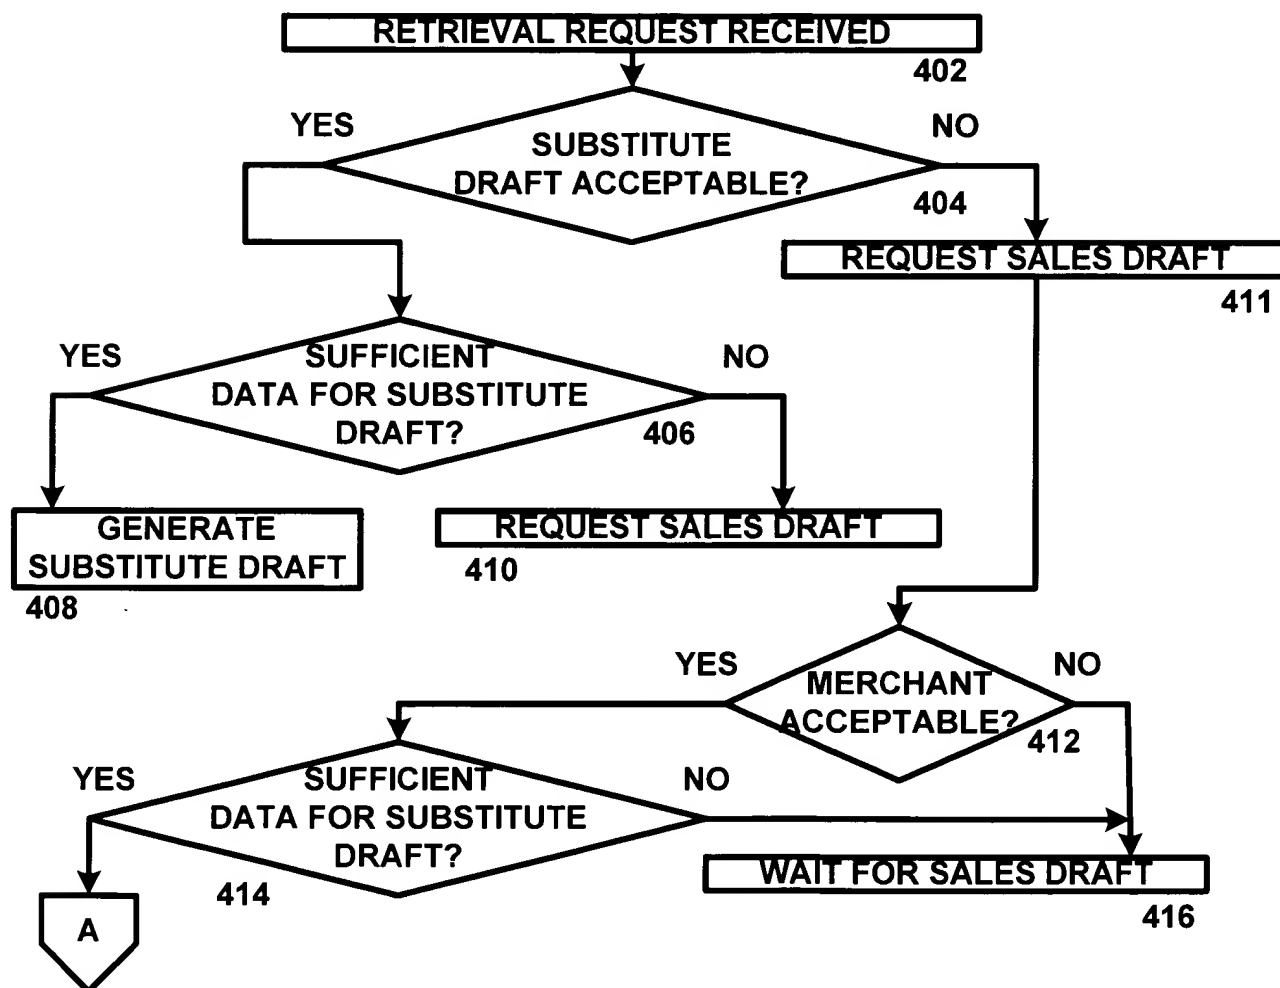 RETRIEVAL REQUEST RECEIVED
402
YES
NO
SUBSTITUTE
DRAFT ACCEPTABLE?
404
REQUEST SALES DRAFT
411
YES
NO
SUFFICIENT
DATA FOR SUBSTITUTE
DRAFT?
406
GENERATE
SUBSTITUTE DRAFT
408
REQUEST SALES DRAFT
410
YES
NO
MERCHANT
ACCEPTABLE?
412
YES
NO
SUFFICIENT
DATA FOR SUBSTITUTE
DRAFT?
414
WAIT FOR SALES DRAFT
416
A